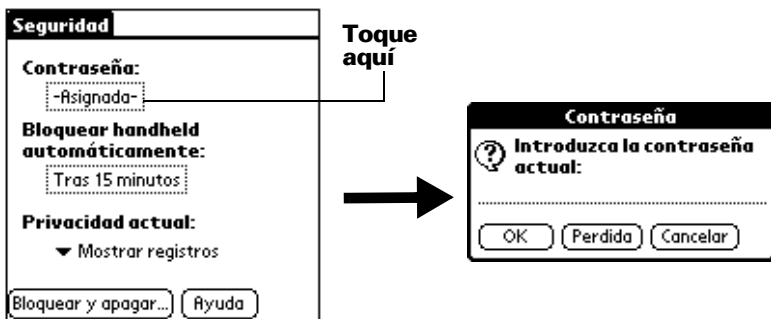 Seguridad
Contraseña:
-Asignada-
Bloquear handheld
automáticamente:
Tras 15 minutos
Privacidad actual:
Mostrar registros
Bloquear y apagar...
Ayuda
Toque
aquí
Contraseña
Introduzca la contraseña
actual:
OK
Perdida
Cancelar